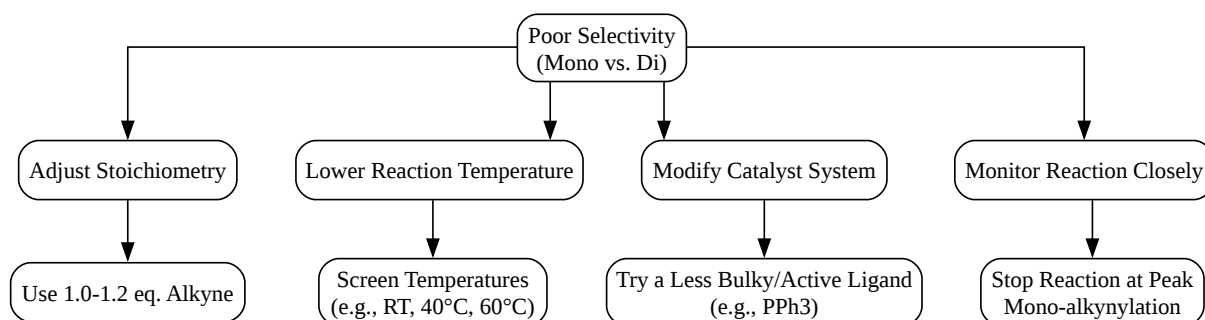 Poor Selectivity
(Mono vs. Di)
Adjust Stoichiometry
Lower Reaction Temperature
Modify Catalyst System
Monitor Reaction Closely
Use 1.0-1.2 eq. Alkyne
Screen Temperatures
(e.g., RT, 40°C, 60°C)
Try a Less Bulky/Active Ligand
(e.g., PPh3)
Stop Reaction at Peak
Mono-alkynylation